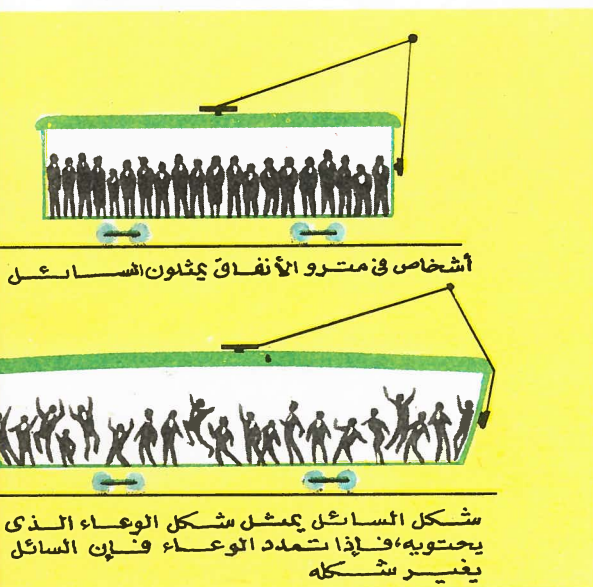 أشخاص فى مترو الأنفاق يمثلون السائل
شكل السائل يمثل شكل الوعاء الذى
يحتويه، فإذا تمدد الوعاء فإن السائل
يغير شكله